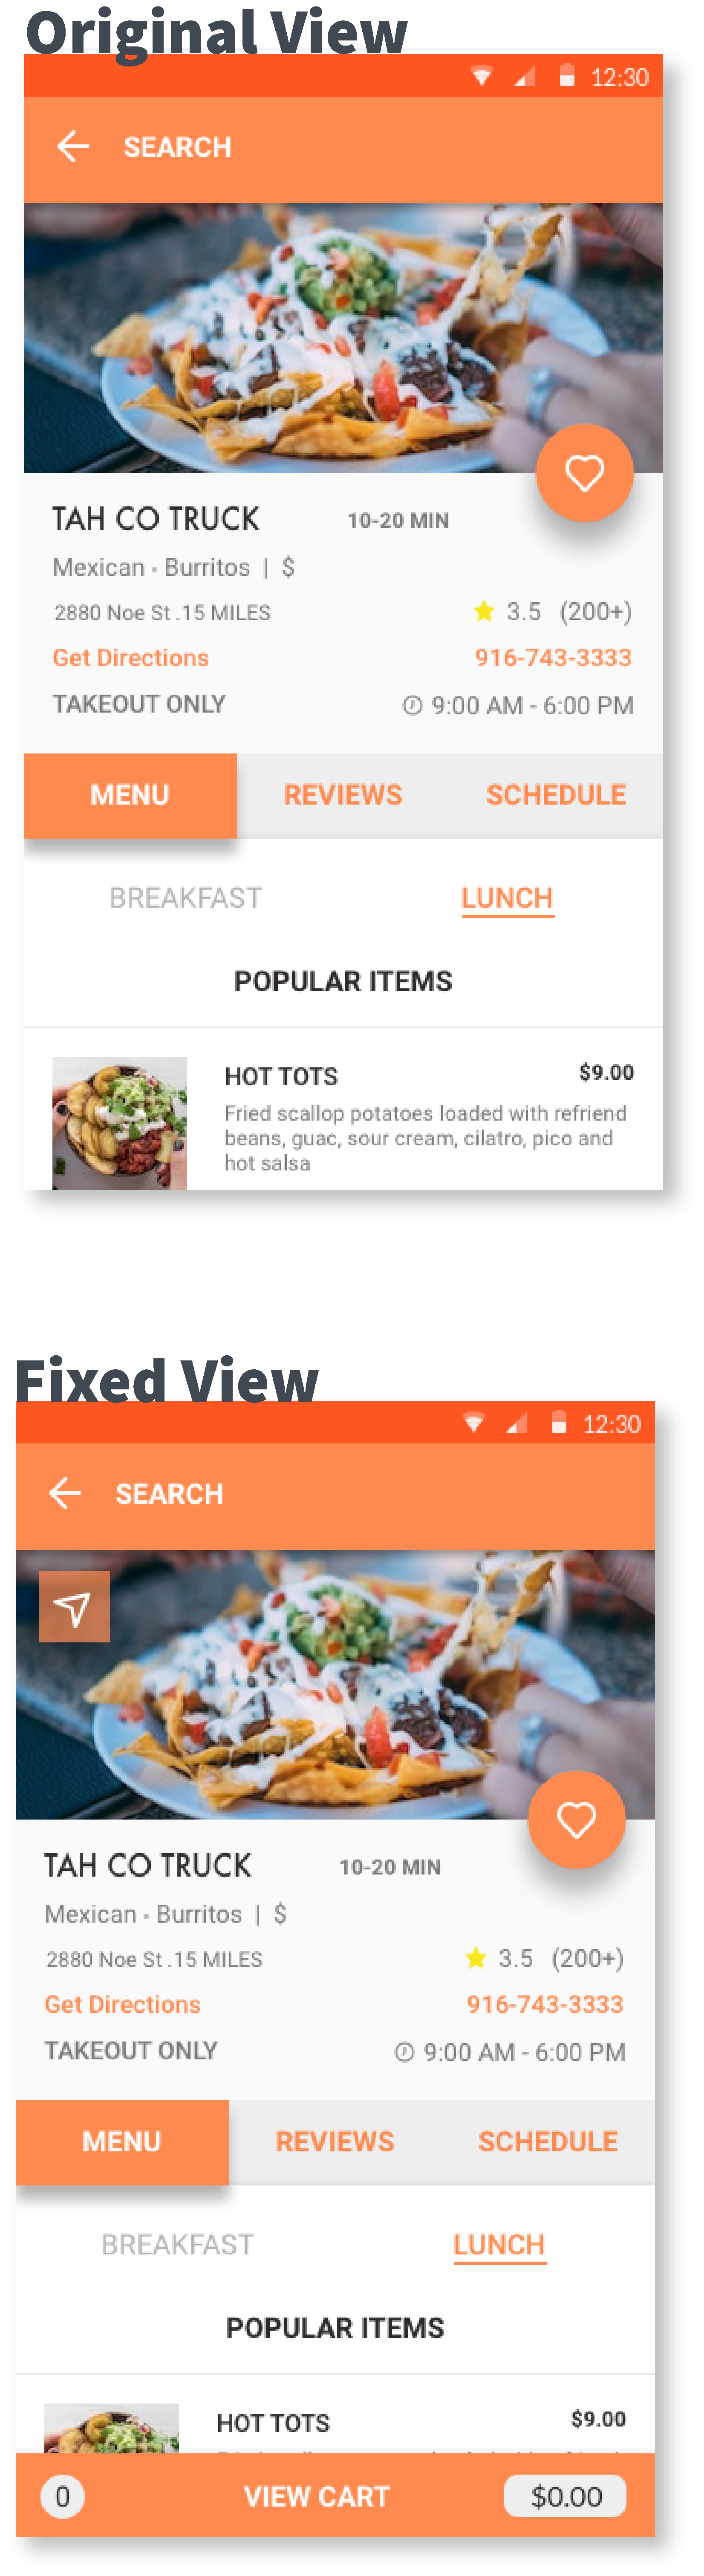 Original View
12:30
SEARCH
TAH CO TRUCK 10-20 MIN
Mexican • Burritos | $
2880 Noe St .15 MILES 3.5 (200+)
Get Directions 916-743-3333
TAKEOUT ONLY 9:00 AM - 6:00 PM
MENU REVIEWS SCHEDULE
BREAKFAST LUNCH
POPULAR ITEMS
HOT TOTS $9.00
Fried scallop potatoes loaded with refriend
beans, guac, sour cream, cilatro, pico and
hot salsa
Fixed View
12:30
SEARCH
TAH CO TRUCK 10-20 MIN
Mexican • Burritos | $
2880 Noe St .15 MILES 3.5 (200+)
Get Directions 916-743-3333
TAKEOUT ONLY 9:00 AM - 6:00 PM
MENU REVIEWS SCHEDULE
BREAKFAST LUNCH
POPULAR ITEMS
HOT TOTS $9.00
0 VIEW CART $0.00